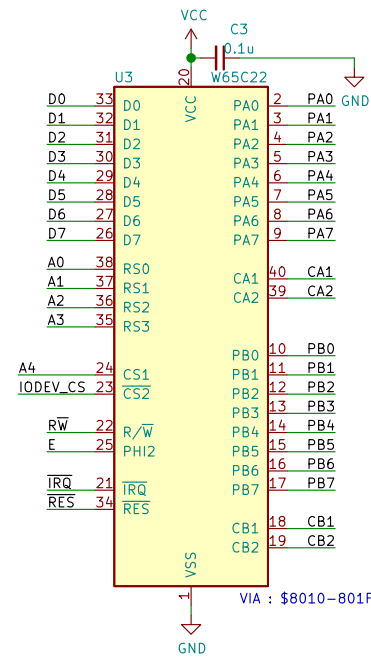 VCC
C3
0.1u
U3
20
W65C22
GND
VCC
D0 33 D0 PA0 2 PA0
D1 32 D1 PA1 3 PA1
D2 31 D2 PA2 4 PA2
D3 30 D3 PA3 5 PA3
D4 29 D4 PA4 6 PA4
D5 28 D5 PA5 7 PA5
D6 27 D6 PA6 8 PA6
D7 26 D7 PA7 9 PA7
A0 38 RS0
CA1 40 CA1
A1 37 RS1
CA2 39 CA2
A2 36 RS2
A3 35 RS3
PB0 10 PB0
A4 24 CS1 PB1 11 PB1
IODEV_CS 23 C̅S̅2̅ PB2 12 PB2
PB3 13 PB3
RW̅ 22 R/W̅ PB4 14 PB4
E 25 PHI2 PB5 15 PB5
PB6 16 PB6
I̅R̅Q̅ 21 I̅R̅Q̅ PB7 17 PB7
R̅E̅S̅ 34 R̅E̅S̅
CB1 18 CB1
CB2 19 CB2
VSS
1
VIA : $8010-801F
GND